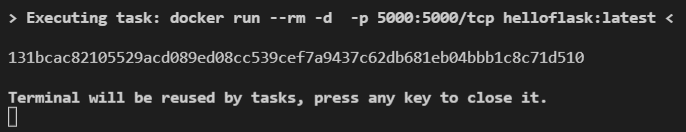 > Executing task: docker run --rm -d  -p 5000:5000/tcp helloflask:latest <
131bcac82105529acd089ed08cc539cef7a9437c62db681eb04bbb1c8c71d510
Terminal will be reused by tasks, press any key to close it.